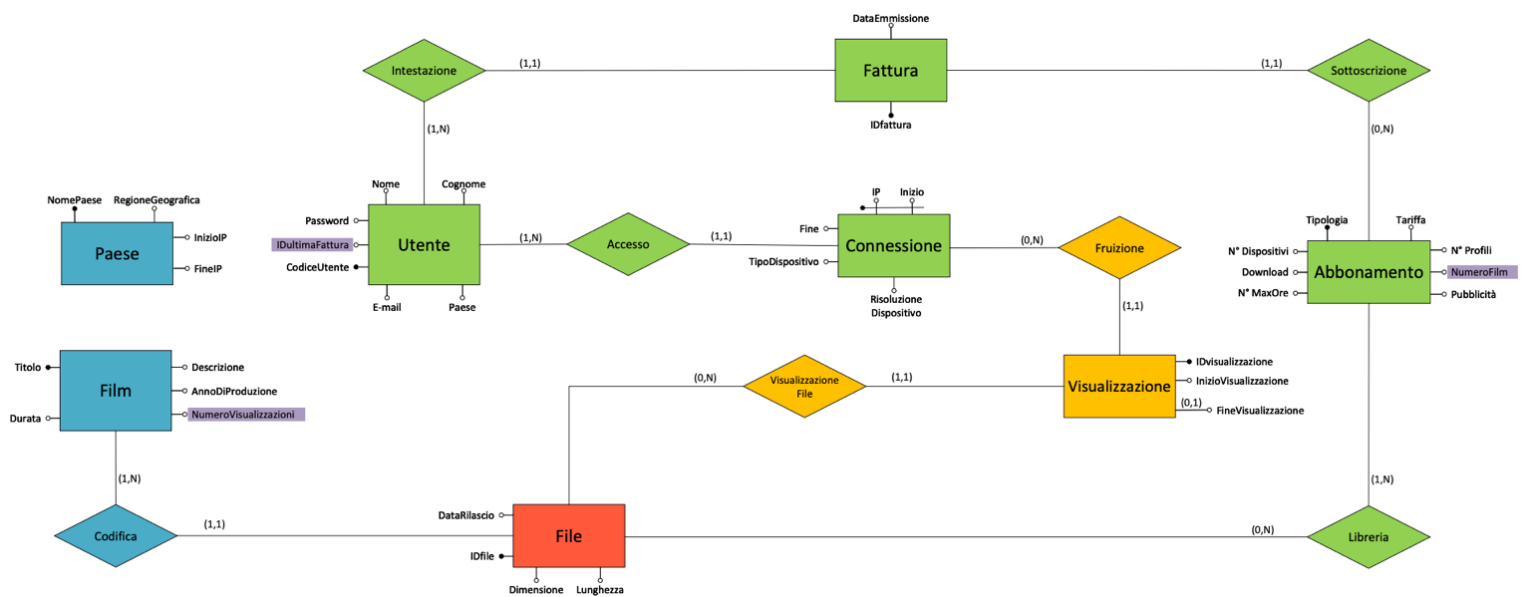 DataEmmissione
Intestazione
(1,1)
Fattura
(1,1)
Sottoscrizione
IDfattura
(1,N)
(0,N)
NomePaese
RegioneGeografica
InizioIP
Paese
FineIP
Nome
Cognome
Password
IDultimaFattura
Utente
CodiceUtente
E-mail
Paese
(1,N)
Accesso
(1,1)
IP
Inizio
Fine
Connessione
TipoDispositivo
Risoluzione
Dispositivo
(0,N)
Fruizione
(1,1)
Tipologia
Tariffa
N° Dispositivi
N° Profili
Download
Abbonamento
NumeroFilm
N° MaxOre
Pubblicità
Titolo
Descrizione
Film
AnnoDiProduzione
Durata
NumeroVisualizzazioni
(0,N)
Visualizzazione
File
(1,1)
Visualizzazione
IDvisualizzazione
InizioVisualizzazione
(0,1)
FineVisualizzazione
(1,N)
(1,N)
Codifica
(1,1)
DataRilascio
File
IDfile
Dimensione
Lunghezza
(0,N)
Libreria